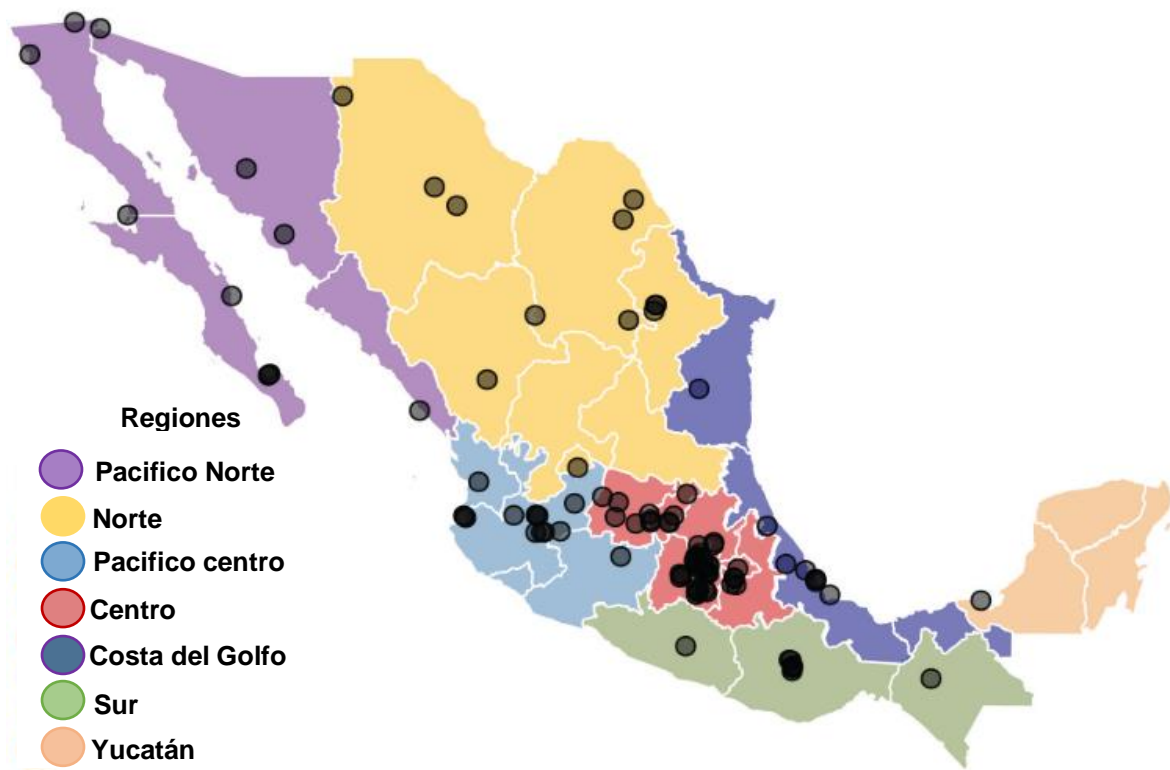 Regiones
Pacifico Norte
Norte
Pacifico centro
Centro
Costa del Golfo
Sur
Yucatán